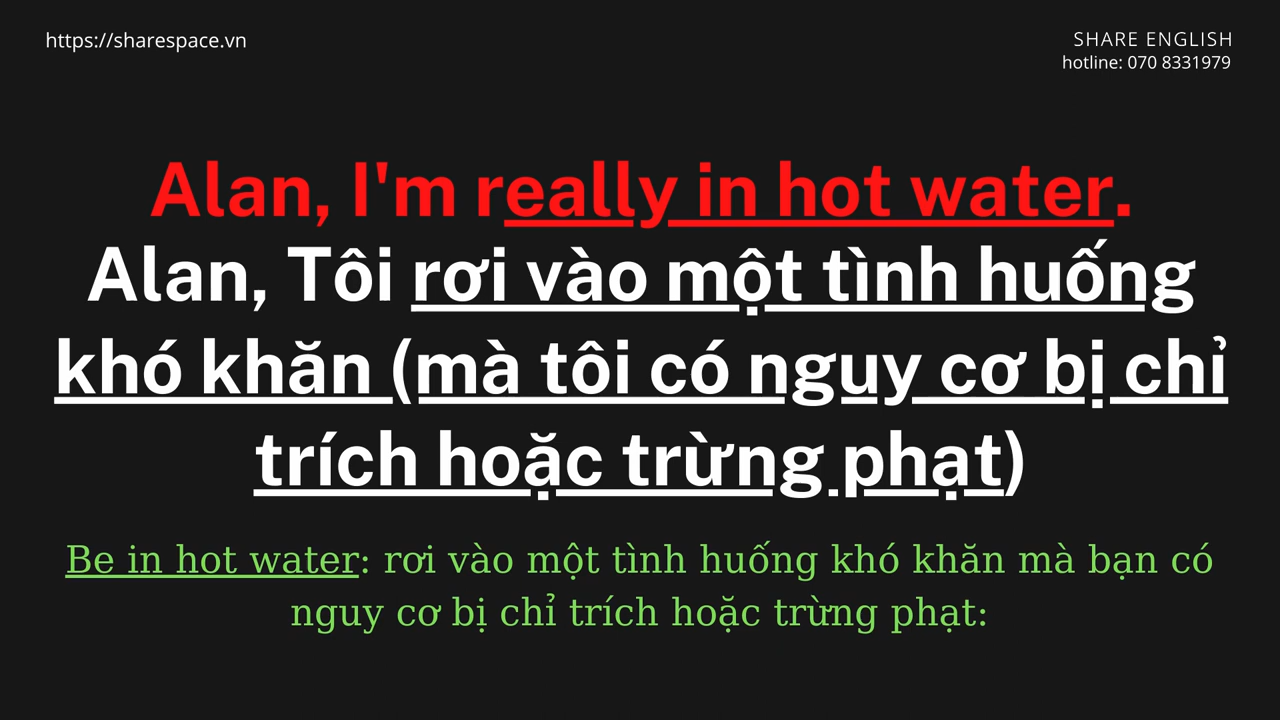 https://sharespace.vn
SHARE ENGLISH
hotline: 070 8331979
Alan, I'm really in hot water.
Alan, Tôi rơi vào một tình huống
khó khăn (mà tôi có nguy cơ bị chỉ
trích hoặc trừng phạt)
Be in hot water: rơi vào một tình huống khó khăn mà bạn có
nguy cơ bị chỉ trích hoặc trừng phạt: